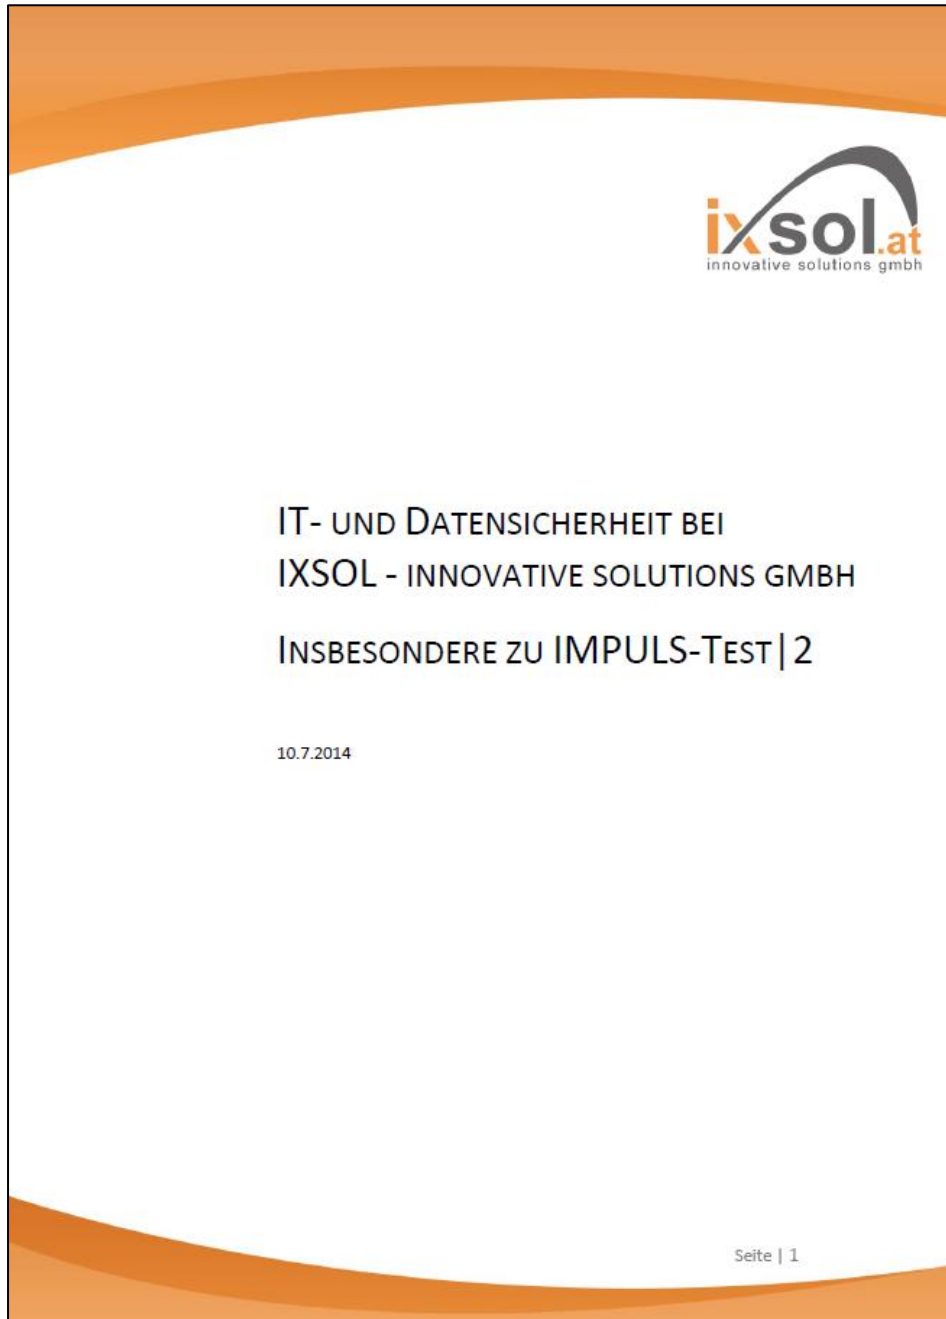 ixsol.at
innovative solutions gmbh
IT- UND DATENSICHERHEIT BEI
IXSOL - INNOVATIVE SOLUTIONS GMBH
INSBESONDERE ZU IMPULS-TEST|2
10.7.2014
Seite | 1